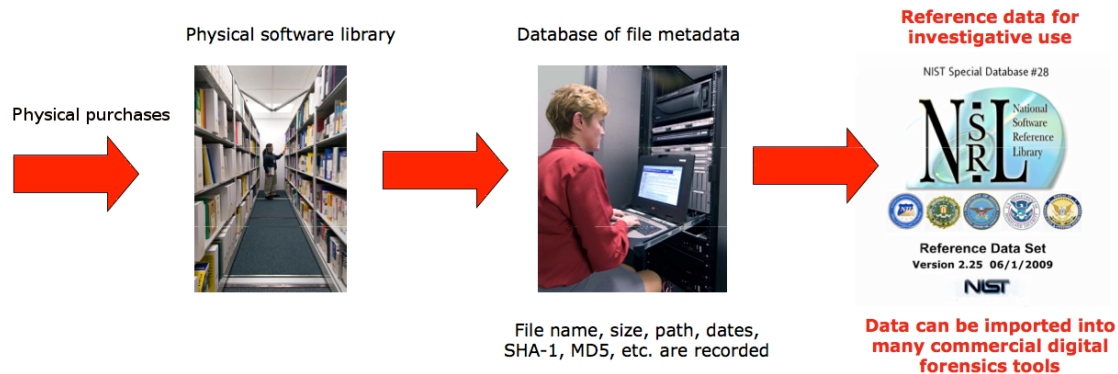 Physical purchases
Physical software library
Database of file metadata
File name, size, path, dates,
SHA-1, MD5, etc. are recorded
Reference data for
investigative use
NIST Special Database #28
NSRL
National
Software
Reference
Library
Reference Data Set
Version 2.25 06/1/2009
NIST
Data can be imported into
many commercial digital
forensics tools